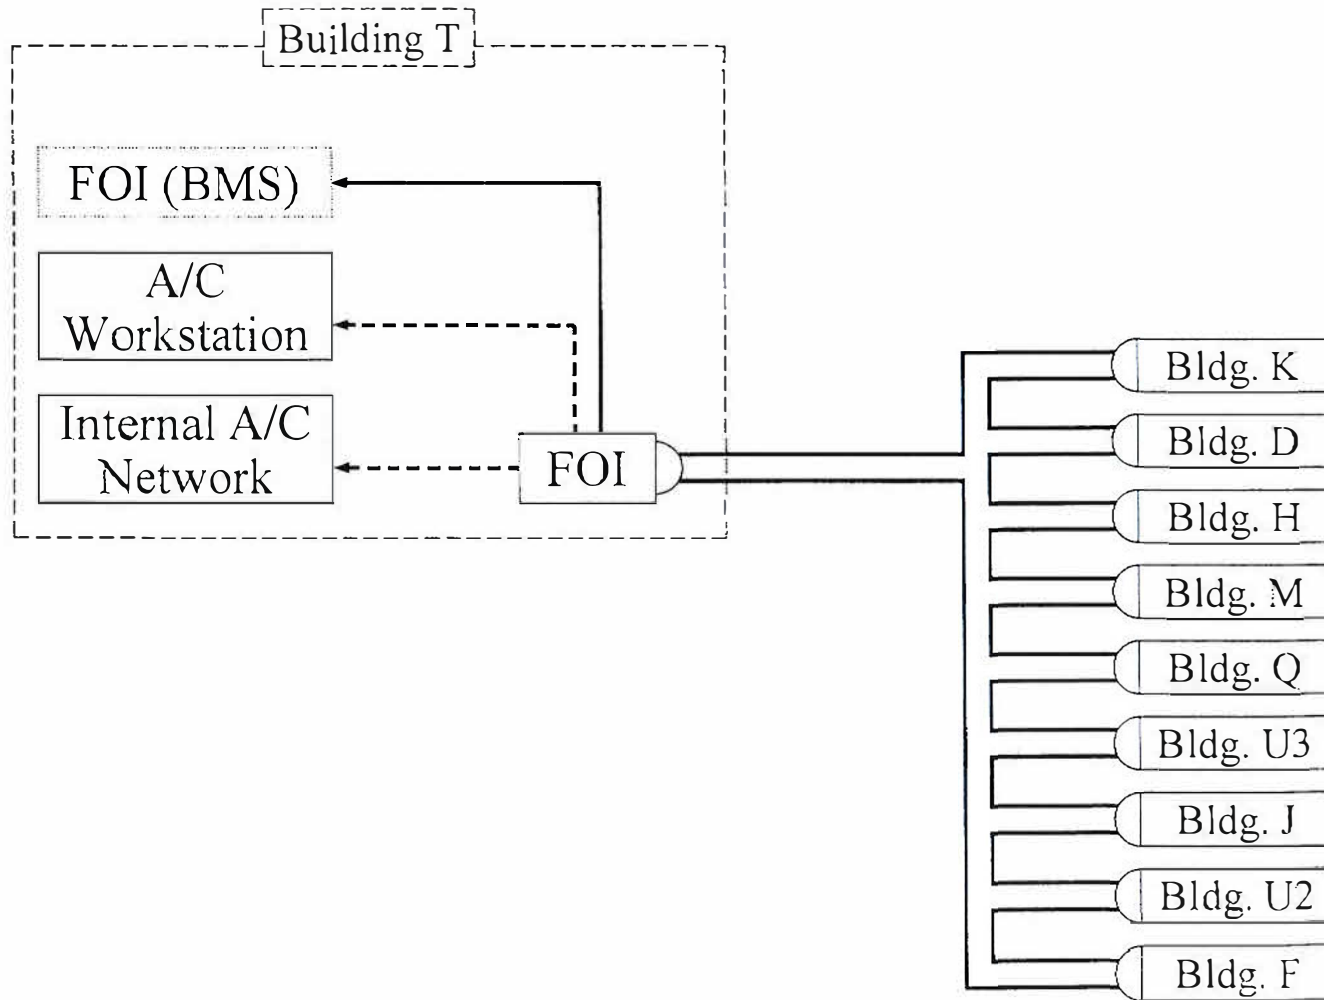 Building T
FOI (BMS)
A/C
Workstation
Internal A/C
Network
FOI
Bldg. K
Bldg. D
Bldg. H
Bldg. M
Bldg. Q
Bldg. U3
Bldg. J
Bldg. U2
Bldg. F